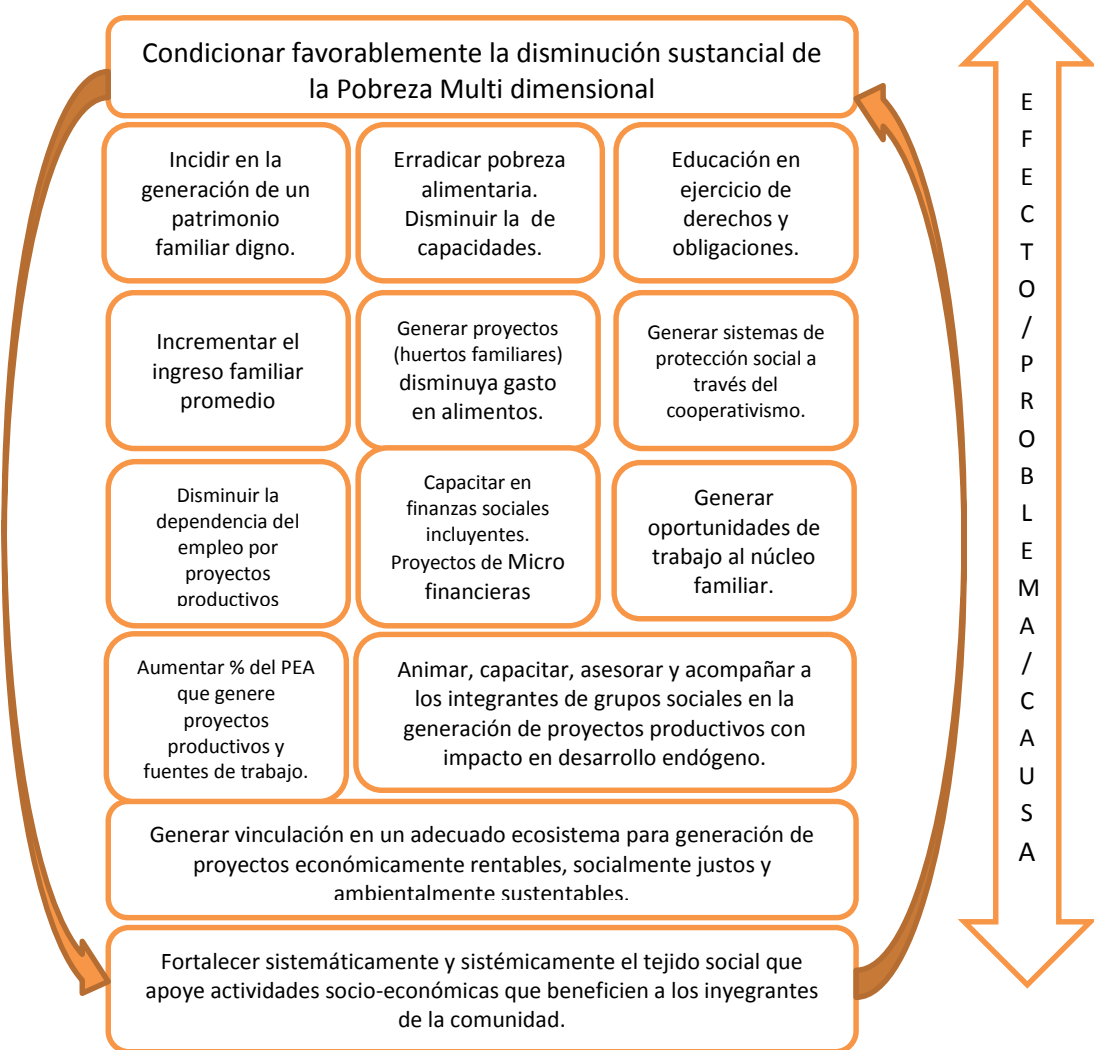 Condicionar favorablemente la disminución sustancial de
la Pobreza Multi dimensional
Incidir en la
generación de un
patrimonio
familiar digno.
Erradicar pobreza
alimentaria.
Disminuir la de
capacidades.
Educación en
ejercicio de
derechos y
obligaciones.
Incrementar el
ingreso familiar
promedio
Generar proyectos
(huertos familiares)
disminuya gasto
en alimentos.
Generar sistemas de
protección social a
través del
cooperativismo.
Disminuir la
dependencia del
empleo por
proyectos
productivos
Capacitar en
finanzas sociales
incluyentes.
Proyectos de Micro
financieras
Generar
oportunidades de
trabajo al núcleo
familiar.
Aumentar % del PEA
que genere
proyectos
productivos y
fuentes de trabajo.
Animar, capacitar, asesorar y acompañar a
los integrantes de grupos sociales en la
generación de proyectos productivos con
impacto en desarrollo endógeno.
Generar vinculación en un adecuado ecosistema para generación de
proyectos económicamente rentables, socialmente justos y
ambientalmente sustentables.
Fortalecer sistemáticamente y sistémicamente el tejido social que
apoye actividades socio-económicas que beneficien a los inyegrantes
de la comunidad.
E
F
E
C
T
O
/
P
R
O
B
L
E
M
A
/
C
A
U
S
A